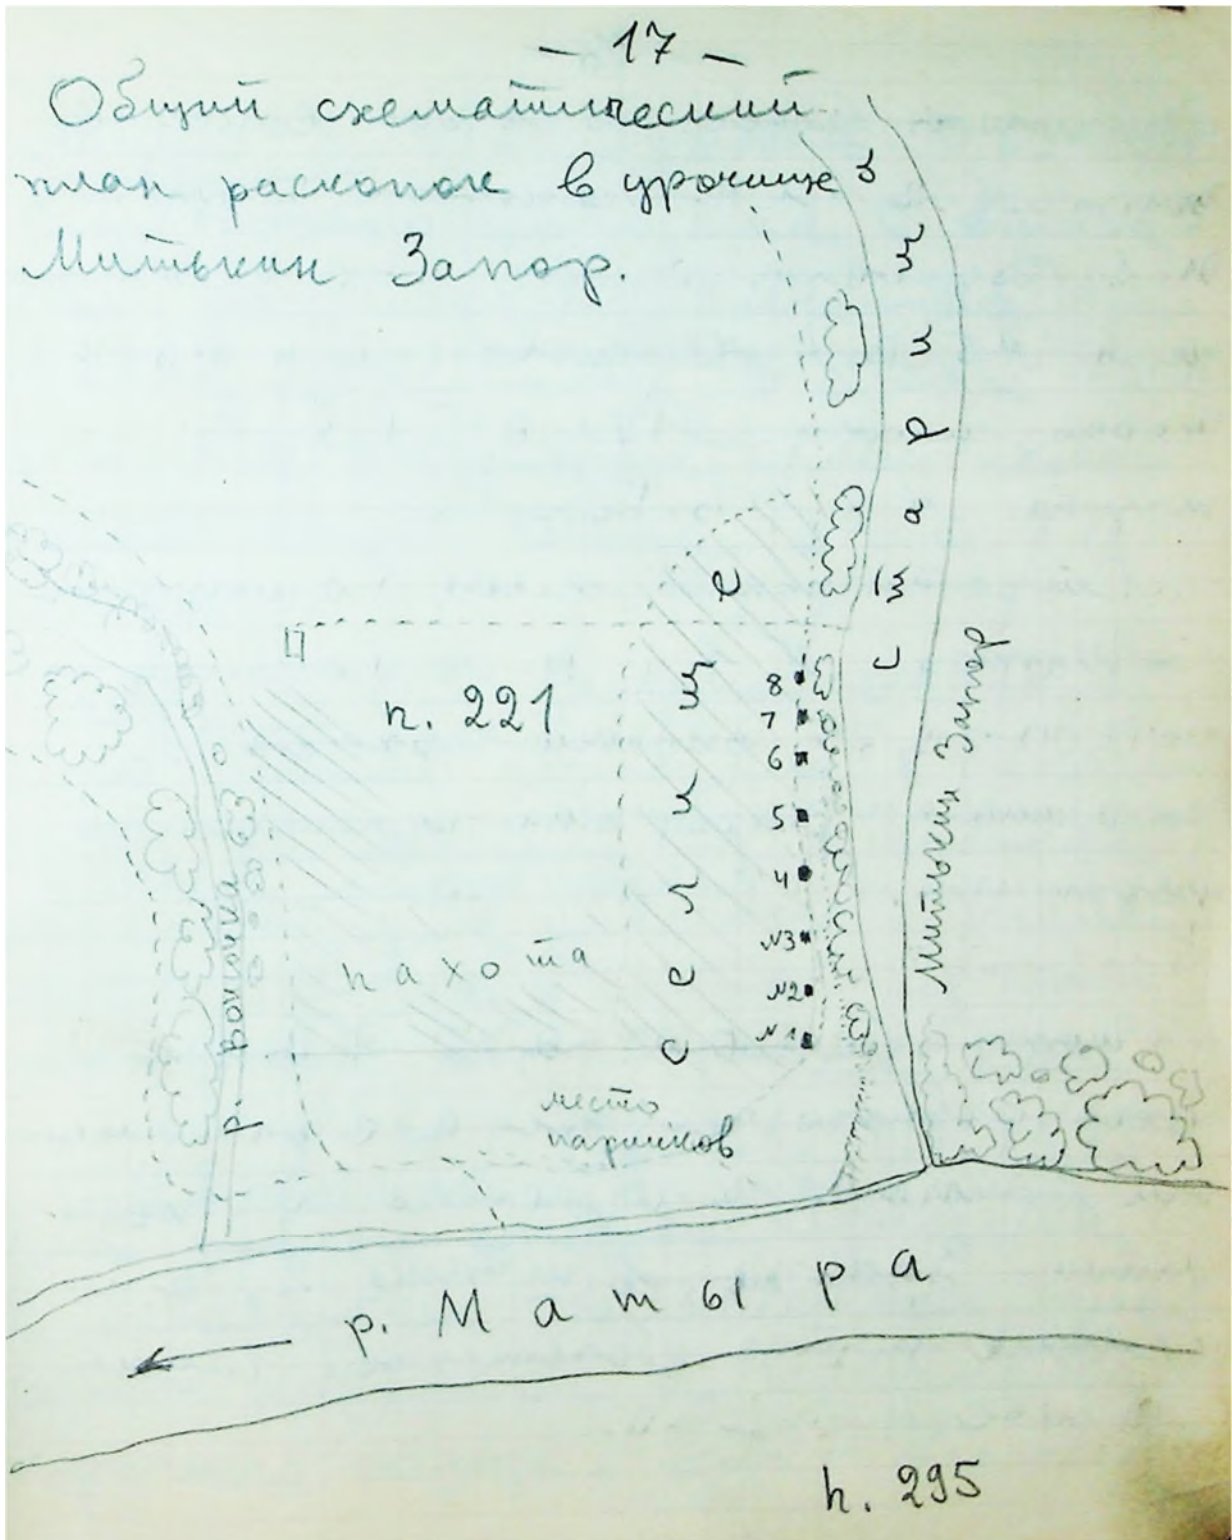 – 17 –
Общий схематический
план раскопок в урочище
Митькин Запор.
старица
Митькин Запор
селище
п. 221
8
7
6
5
4
№3
№2
№1
пахота
место
парников
р.
р. Матыра
п. 295